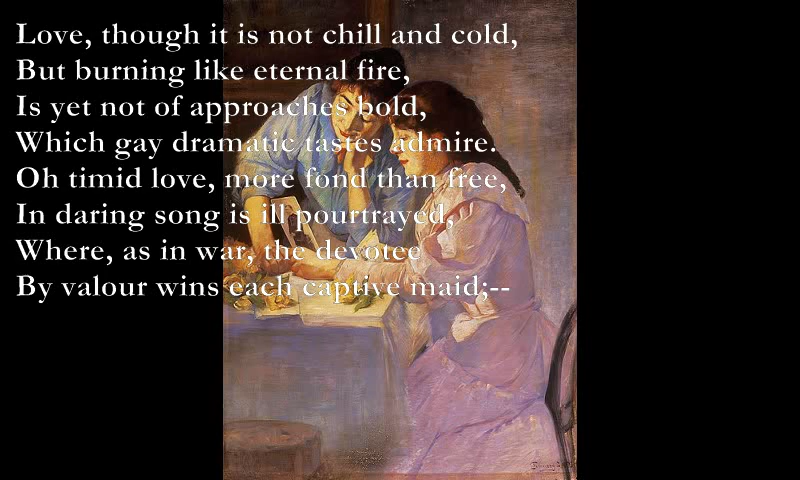 Love, though it is not chill and cold,
But burning like eternal fire,
Is yet not of approaches bold,
Which gay dramatic tastes admire.
Oh timid love, more fond than free,
In daring song is ill pourtrayed,
Where, as in war, the devotee
By valour wins each captive maid;--